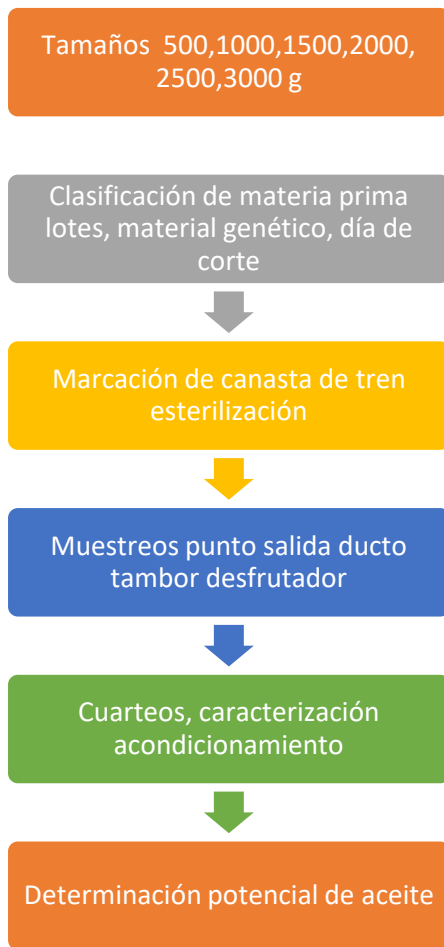 Tamaños 500,1000,1500,2000,
2500,3000 g
Clasificación de materia prima
lotes, material genético, día de
corte
Marcación de canasta de tren
esterilización
Muestreos punto salida ducto
tambor desfrutador
Cuarteos, caracterización
acondicionamiento
Determinación potencial de aceite